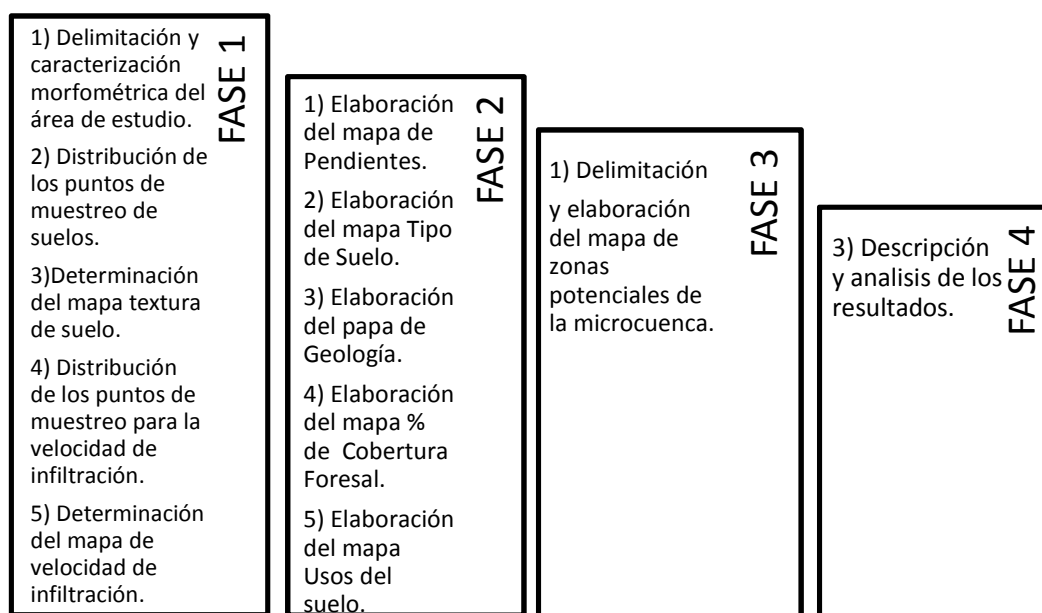 FASE 1
1) Delimitación y
caracterización
morfométrica del
área de estudio.
2) Distribución de
los puntos de
muestreo de
suelos.
3)Determinación
del mapa textura
de suelo.
4) Distribución
de los puntos de
muestreo para la
velocidad de
infiltración.
5) Determinación
del mapa de
velocidad de
infiltración.
FASE 2
1) Elaboración
del mapa de
Pendientes.
2) Elaboración
del mapa Tipo
de Suelo.
3) Elaboración
del papa de
Geología.
4) Elaboración
del mapa %
de Cobertura
Foresal.
5) Elaboración
del mapa
Usos del
suelo.
FASE 3
1) Delimitación
y elaboración
del mapa de
zonas
potenciales de
la microcuenca.
FASE 4
3) Descripción
y analisis de los
resultados.